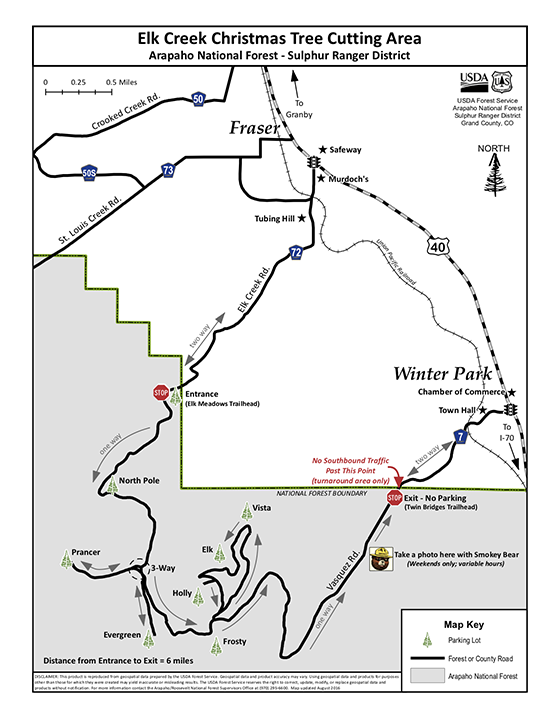 Elk Creek Christmas Tree Cutting Area
Arapaho National Forest - Sulphur Ranger District
0 0.25 0.5 Miles
To
Granby
USDA
USDA Forest Service
Arapaho National Forest
Sulphur Ranger District
Grand County, CO
NORTH
Crooked Creek Rd.
50
Fraser
Safeway
Murdoch's
50S
73
St. Louis Creek Rd.
Tubing Hill
72
Union Pacific Railroad
40
Elk Creek Rd.
two way
Winter Park
Chamber of Commerce
Town Hall
To
I-70
STOP
Entrance
(Elk Meadows Trailhead)
7
two way
one way
No Southbound Traffic
Past This Point
(turnaround area only)
North Pole
NATIONAL FOREST BOUNDARY
STOP
Exit - No Parking
(Twin Bridges Trailhead)
Vista
Prancer
Elk
3-Way
Take a photo here with Smokey Bear
(Weekends only; variable hours)
Vasquez Rd.
Holly
one way
Evergreen
Frosty
Distance from Entrance to Exit = 6 miles
Map Key
Parking Lot
Forest or County Road
Arapaho National Forest
DISCLAIMER: This product is reproduced from geospatial data prepared by the USDA Forest Service. Geospatial data and product accuracy may vary. Using geospatial data and products for purposes
other than those for which they were created may yield inaccurate or misleading results. The USDA Forest Service reserves the right to correct, update, modify, or replace geospatial data and
products without notification. For more information contact the Arapaho/Roosevelt National Forest Supervisors Office at (970) 295-6600. Map updated August 2016